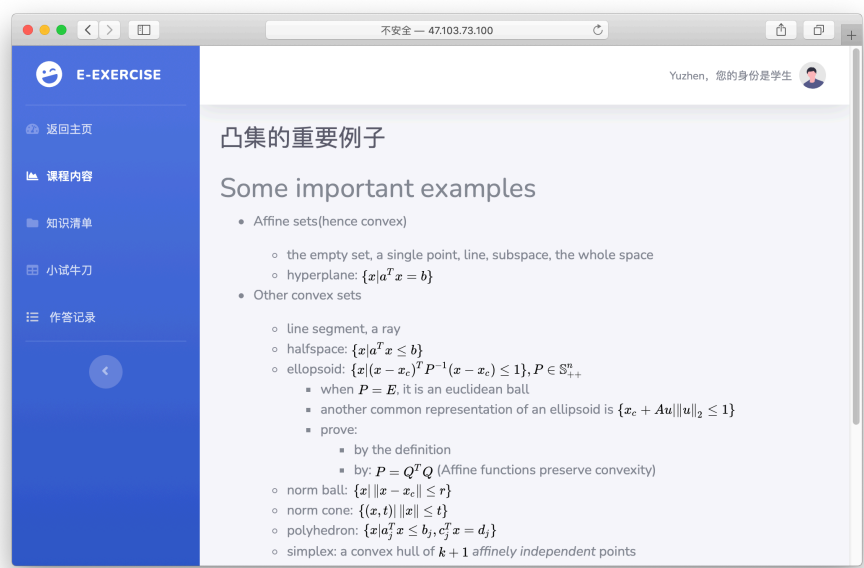 不安全 — 47.103.73.100
E-EXERCISE
Yuzhen，您的身份是学生
返回主页
课程内容
知识清单
小试牛刀
作答记录
凸集的重要例子
Some important examples
Affine sets(hence convex)
the empty set, a single point, line, subspace, the whole space
hyperplane: {x|a^T x = b}
Other convex sets
line segment, a ray
halfspace: {x|a^T x ≤ b}
ellopsoid: {x|(x − x_c)^T P^{−1}(x − x_c) ≤ 1}, P ∈ 𝕊^n_{++}
when P = E, it is an euclidean ball
another common representation of an ellipsoid is {x_c + Au|‖u‖_2 ≤ 1}
prove:
by the definition
by: P = Q^T Q (Affine functions preserve convexity)
norm ball: {x| ‖x − x_c‖ ≤ r}
norm cone: {(x, t)| ‖x‖ ≤ t}
polyhedron: {x|a_j^T x ≤ b_j, c_j^T x = d_j}
simplex: a convex hull of k + 1 affinely independent points